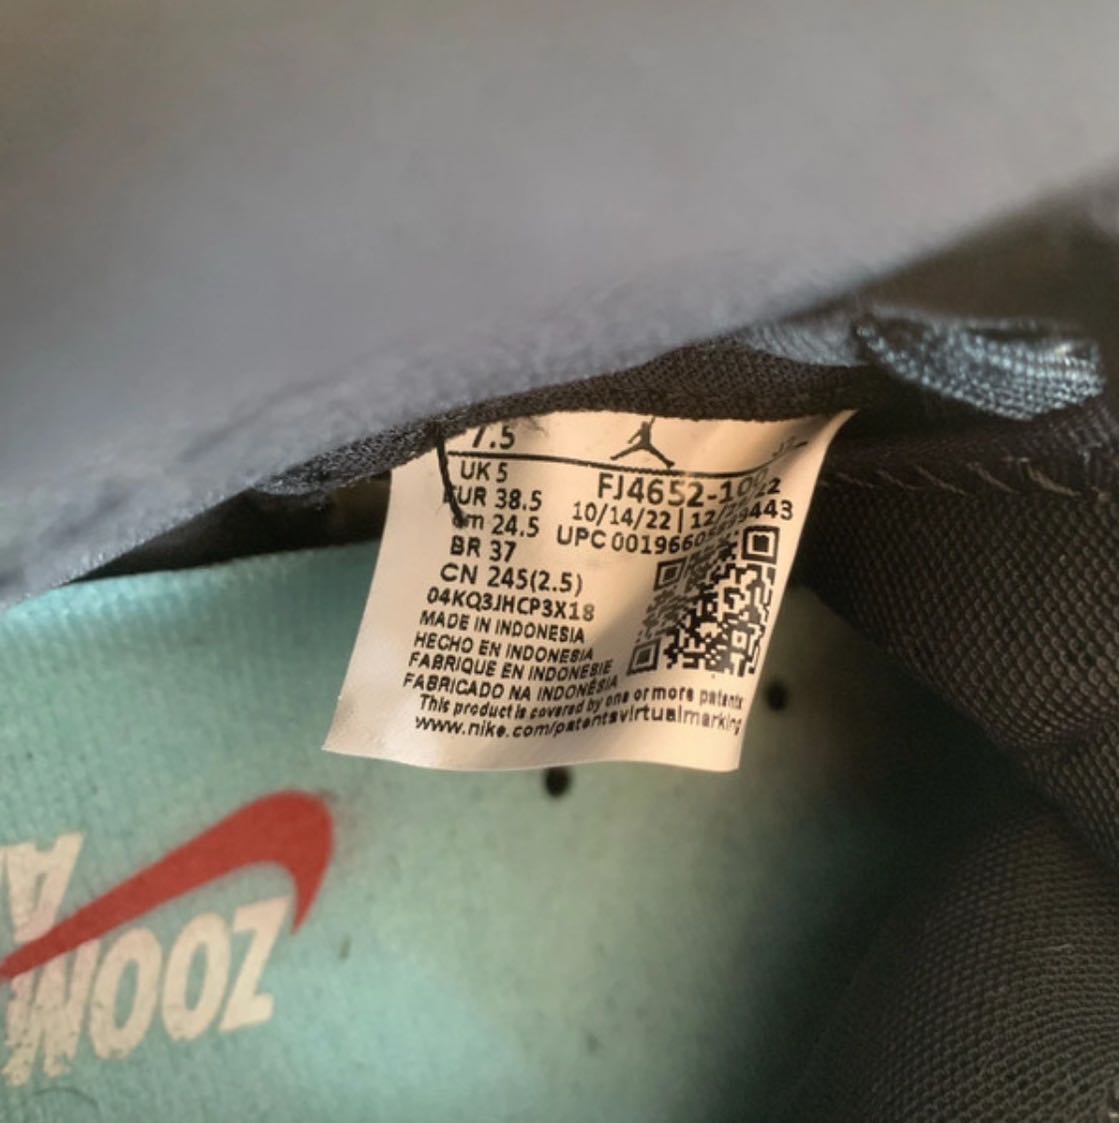 7.5
UK 5
EUR 38.5
cm 24.5
BR 37
CN 245(2.5)
04KQ3JHCP3X18
MADE IN INDONESIA
HECHO EN INDONESIA
FABRIQUE EN INDONESIE
FABRICADO NA INDONÉSIA
This product is covered by one or more patents
www.nike.com/patentsvirtualmarking
10/14/22
UPC
ZOOM